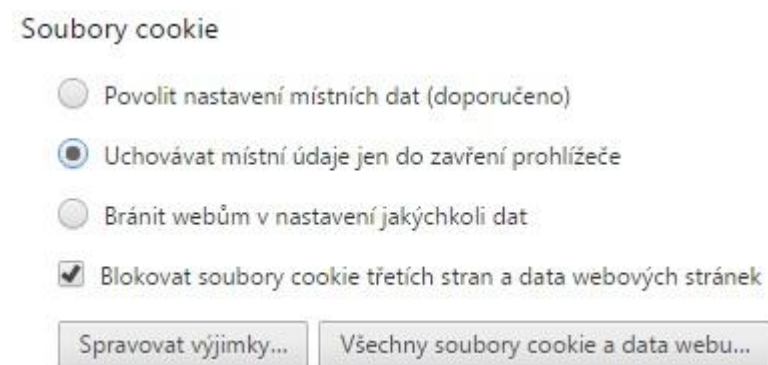 Soubory cookie
Povolit nastavení místních dat (doporučeno)
Uchovávat místní údaje jen do zavření prohlížeče
Bránit webům v nastavení jakýchkoli dat
Blokovat soubory cookie třetích stran a data webových stránek
Spravovat výjimky... Všechny soubory cookie a data webu...